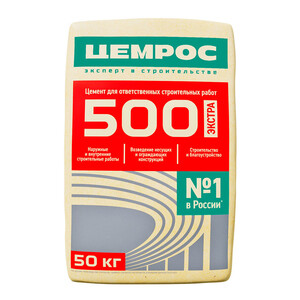 ЦЕМРОС
эксперт в строительстве
Цемент для ответственных строительных работ
500 ЭКСТРА
Наружные
и внутренние
строительные работы
Возведение несущих
и ограждающих
конструкций
Строительство
и благоустройство
№1
в России*
50 КГ